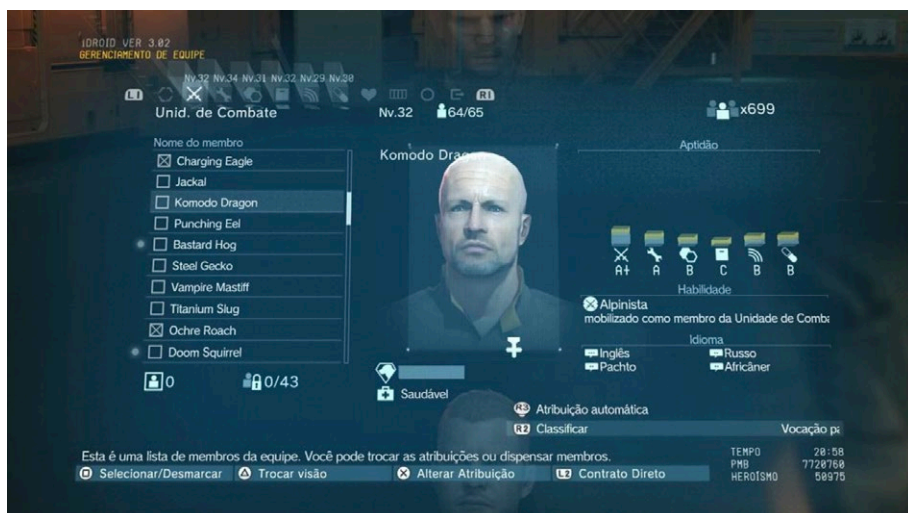 iDROID VER 3.02
GERENCIAMENTO DE EQUIPE
Nv.32 Nv.34 Nv.31 Nv.32 Nv.29 Nv.30
L1
R1
Unid. de Combate
Nv.32 64/65
x699
Nome do membro
Charging Eagle
Jackal
Komodo Dragon
Punching Eel
Bastard Hog
Steel Gecko
Vampire Mastiff
Titanium Slug
Ochre Roach
Doom Squirrel
0
0/43
Komodo Dragon
Saudável
Aptidão
A+ A B C B B
Habilidade
Alpinista
mobilizado como membro da Unidade de Comba
Idioma
Inglês Russo
Pachto Africâner
R3 Atribuição automática
R2 Classificar Vocação pa
Esta é uma lista de membros da equipe. Você pode trocar as atribuições ou dispensar membros.
Selecionar/Desmarcar Trocar visão Alterar Atribuição L2 Contrato Direto
TEMPO 20:58
PMB 7720760
HEROÍSMO 50975